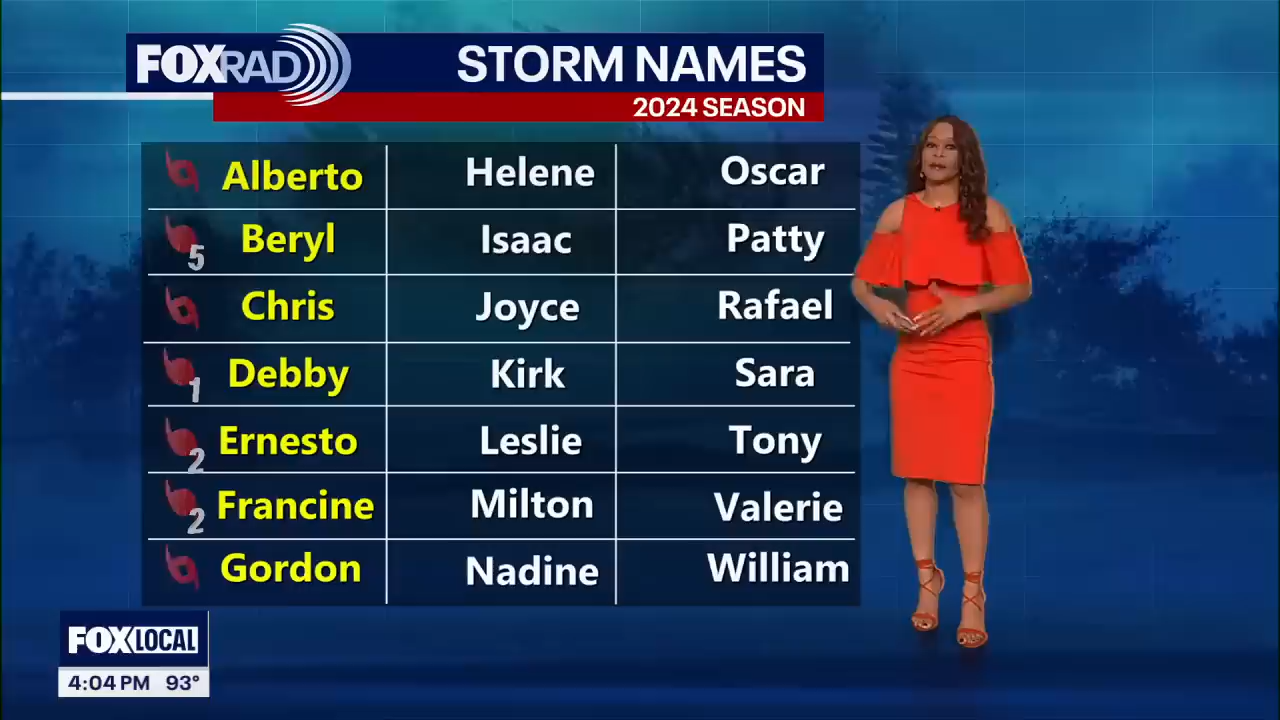 FOXRAD
STORM NAMES
2024 SEASON
Alberto Helene Oscar
5 Beryl Isaac Patty
Chris Joyce Rafael
1 Debby Kirk Sara
2 Ernesto Leslie Tony
2 Francine Milton Valerie
Gordon Nadine William
FOX LOCAL
4:04 PM 93°